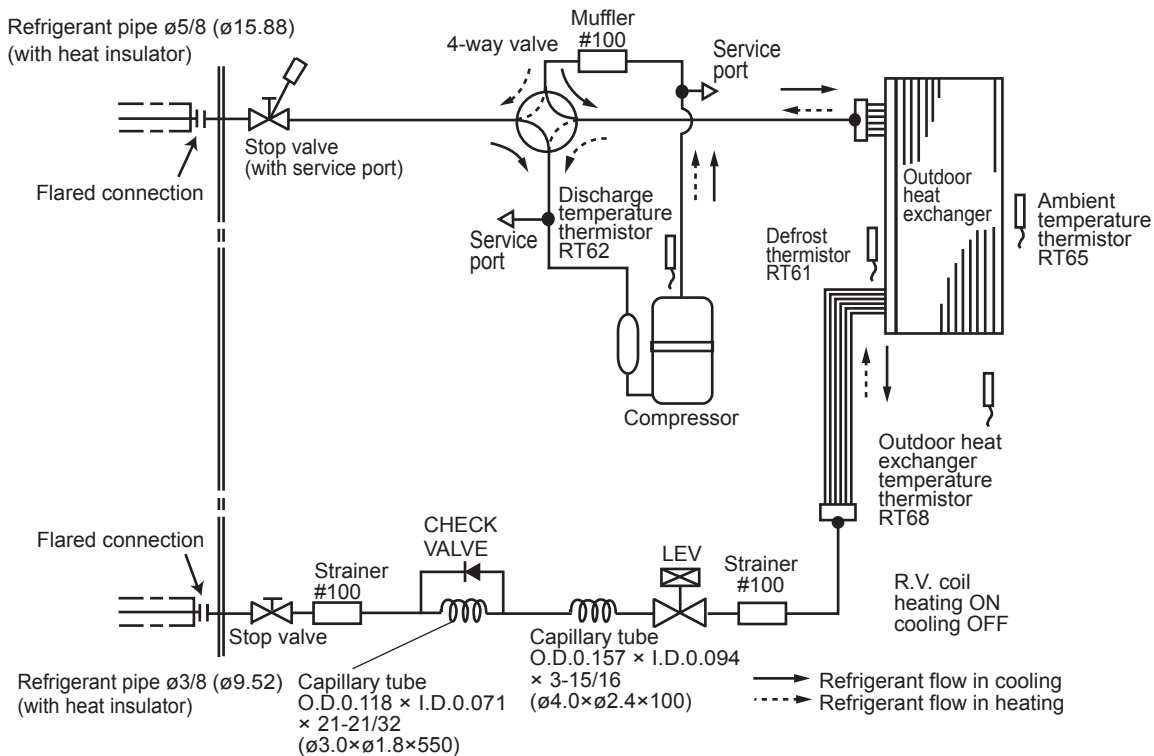 Refrigerant pipe ø5/8 (ø15.88)
(with heat insulator)
Flared connection
Stop valve
(with service port)
4-way valve
Muffler
#100
Service
port
Service
port
Discharge
temperature
thermistor
RT62
Compressor
Outdoor
heat
exchanger
Defrost
thermistor
RT61
Ambient
temperature
thermistor
RT65
Outdoor heat
exchanger
temperature
thermistor
RT68
Flared connection
Stop valve
Strainer
#100
CHECK
VALVE
LEV
Strainer
#100
R.V. coil
heating ON
cooling OFF
Refrigerant pipe ø3/8 (ø9.52)
(with heat insulator)
Capillary tube
O.D.0.118 × I.D.0.071
× 21-21/32
(ø3.0×ø1.8×550)
Capillary tube
O.D.0.157 × I.D.0.094
× 3-15/16
(ø4.0×ø2.4×100)
Refrigerant flow in cooling
Refrigerant flow in heating